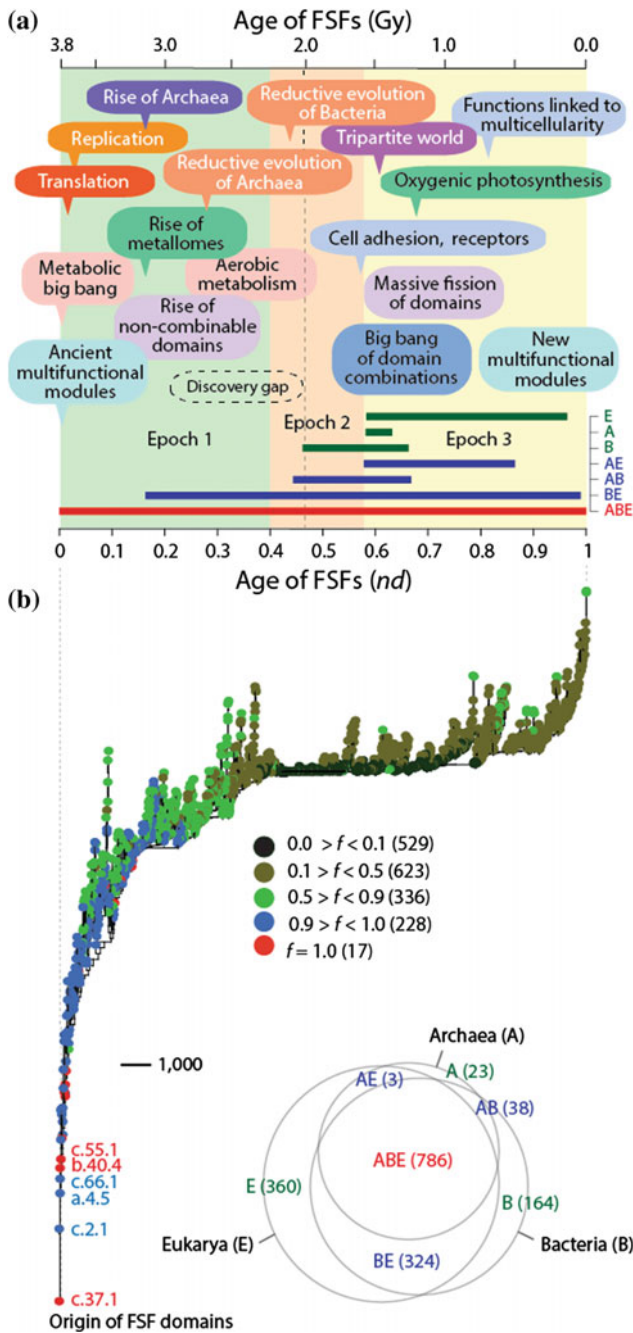 (a)
Age of FSFs (Gy)
3.8 3.0 2.0 1.0 0.0
Rise of Archaea
Reductive evolution
of Bacteria
Functions linked to
multicellularity
Replication
Tripartite world
Translation
Reductive evolution
of Archaea
Oxygenic photosynthesis
Rise of
metallomes
Cell adhesion, receptors
Metabolic
big bang
Aerobic
metabolism
Massive fission
of domains
Rise of
non-combinable
domains
Ancient
multifunctional
modules
Big bang
of domain
combinations
New
multifunctional
modules
Discovery gap
Epoch 1
Epoch 2
Epoch 3
E
A
B
AE
AB
BE
ABE
0 0.1 0.2 0.3 0.4 0.5 0.6 0.7 0.8 0.9 1
Age of FSFs (nd)
(b)
0.0 > f < 0.1 (529)
0.1 > f < 0.5 (623)
0.5 > f < 0.9 (336)
0.9 > f < 1.0 (228)
f = 1.0 (17)
1,000
Archaea (A)
A (23)
AE (3)
AB (38)
ABE (786)
E (360)
B (164)
BE (324)
Eukarya (E)
Bacteria (B)
c.55.1
b.40.4
c.66.1
a.4.5
c.2.1
c.37.1
Origin of FSF domains